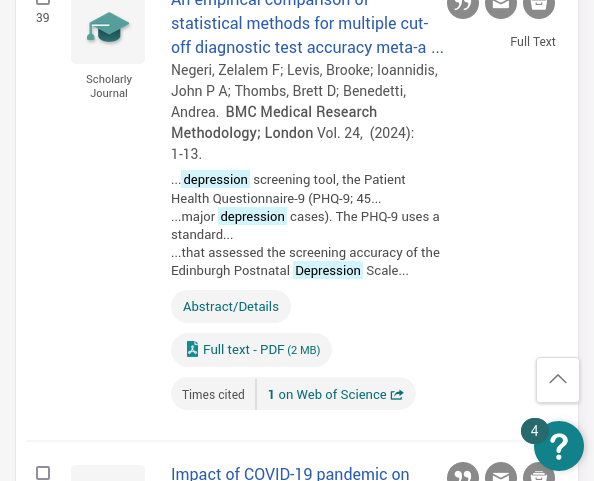 An empirical comparison of
statistical methods for multiple cut-
off diagnostic test accuracy meta-a ...
39
Full Text
Scholarly
Journal
Negeri, Zelalem F; Levis, Brooke; Ioannidis,
John P A; Thombs, Brett D; Benedetti,
Andrea. BMC Medical Research
Methodology; London Vol. 24, (2024):
1-13.
...depression screening tool, the Patient
Health Questionnaire-9 (PHQ-9; 45...
...major depression cases). The PHQ-9 uses a
standard...
...that assessed the screening accuracy of the
Edinburgh Postnatal Depression Scale...
Abstract/Details
Full text - PDF (2 MB)
Times cited 1 on Web of Science
4
?
Impact of COVID-19 pandemic on